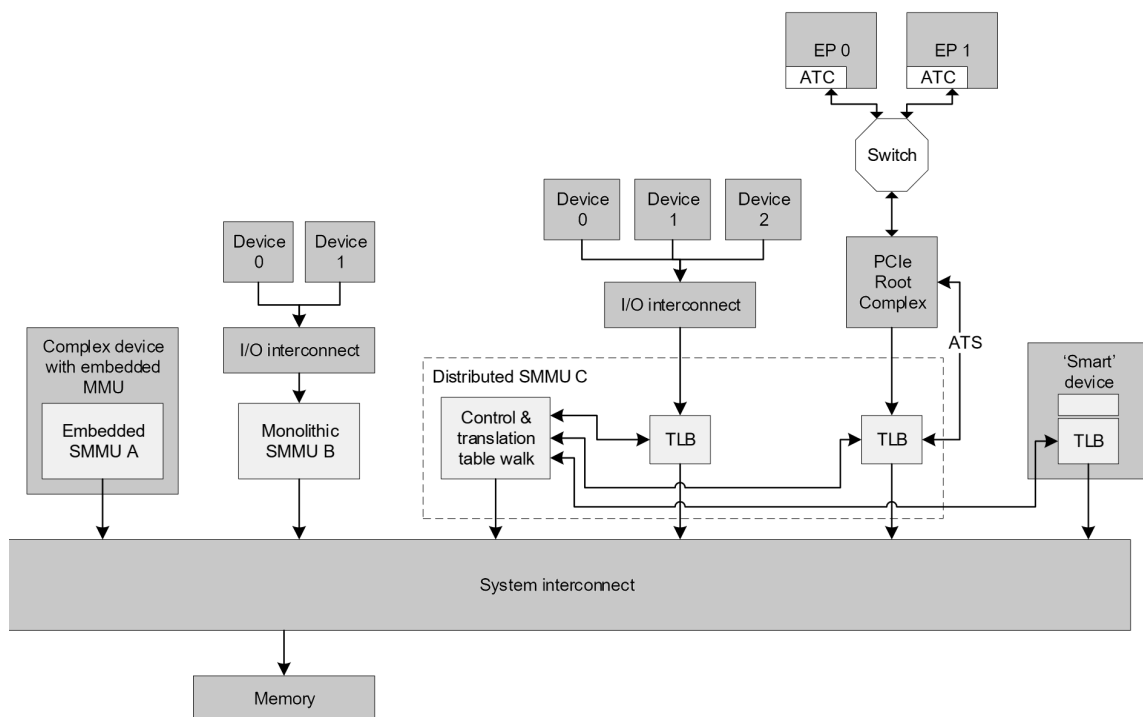 EP 0
ATC
EP 1
ATC
Switch
Device
0
Device
1
Device
2
Device
0
Device
1
PCIe
Root
Complex
I/O interconnect
I/O interconnect
ATS
Complex device
with embedded
MMU
Embedded
SMMU A
Monolithic
SMMU B
Distributed SMMU C
Control &
translation
table walk
TLB
TLB
‘Smart’
device
TLB
System interconnect
Memory